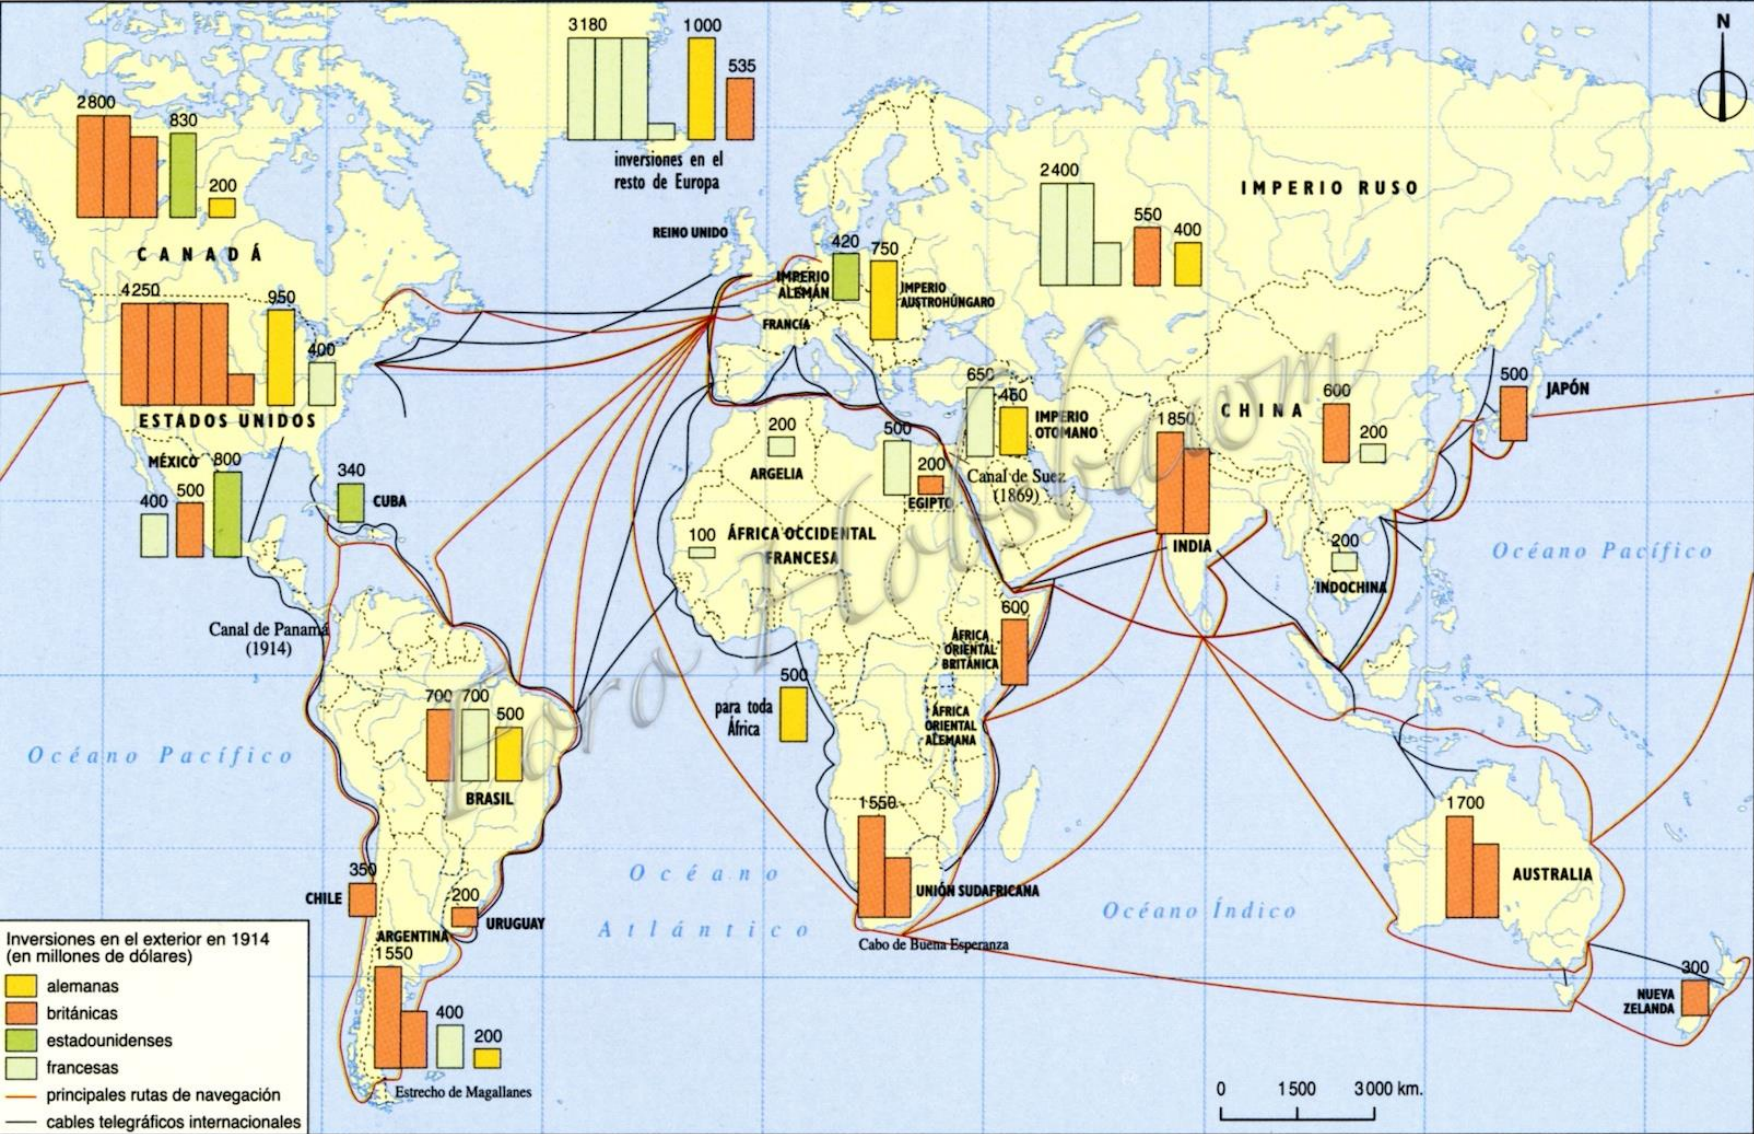 N
3180
1000
535
inversiones en el
resto de Europa
2800
830
200
CANADÁ
4250
950
400
ESTADOS UNIDOS
MÉXICO
400
500
800
340
CUBA
Canal de Panamá
(1914)
REINO UNIDO
IMPERIO
ALEMÁN
420
750
IMPERIO
AUSTROHÚNGARO
FRANCIA
2400
550
400
IMPERIO RUSO
650
450
IMPERIO
OTOMANO
Canal de Suez
(1869)
200
ARGELIA
500
200
EGIPTO
100
ÁFRICA OCCIDENTAL
FRANCESA
1850
INDIA
CHINA
600
200
500
JAPÓN
200
INDOCHINA
Océano Pacífico
600
ÁFRICA
ORIENTAL
BRITÁNICA
ÁFRICA
ORIENTAL
ALEMANA
500
para toda
África
700
700
500
BRASIL
Océano Pacífico
1550
UNIÓN SUDAFRICANA
Cabo de Buena Esperanza
Océano
Atlántico
Océano Índico
1700
AUSTRALIA
300
NUEVA
ZELANDA
350
CHILE
200
URUGUAY
ARGENTINA
1550
400
200
Estrecho de Magallanes
Para Hobsba.com
Inversiones en el exterior en 1914
(en millones de dólares)
alemanas
británicas
estadounidenses
francesas
principales rutas de navegación
cables telegráficos internacionales
0 1500 3000 km.